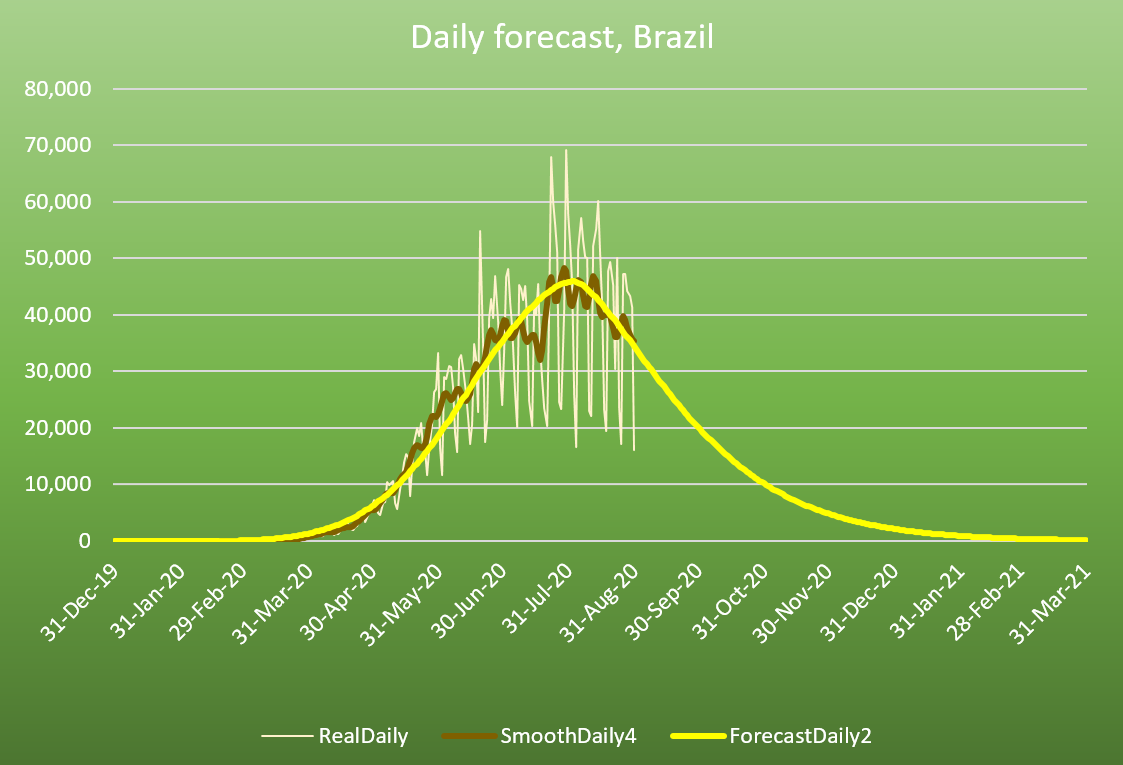 Daily forecast, Brazil
80,000
70,000
60,000
50,000
40,000
30,000
20,000
10,000
0
31-Dec-19
31-Jan-20
29-Feb-20
31-Mar-20
30-Apr-20
31-May-20
30-Jun-20
31-Jul-20
31-Aug-20
30-Sep-20
31-Oct-20
30-Nov-20
31-Dec-20
31-Jan-21
28-Feb-21
31-Mar-21
RealDaily
SmoothDaily4
ForecastDaily2